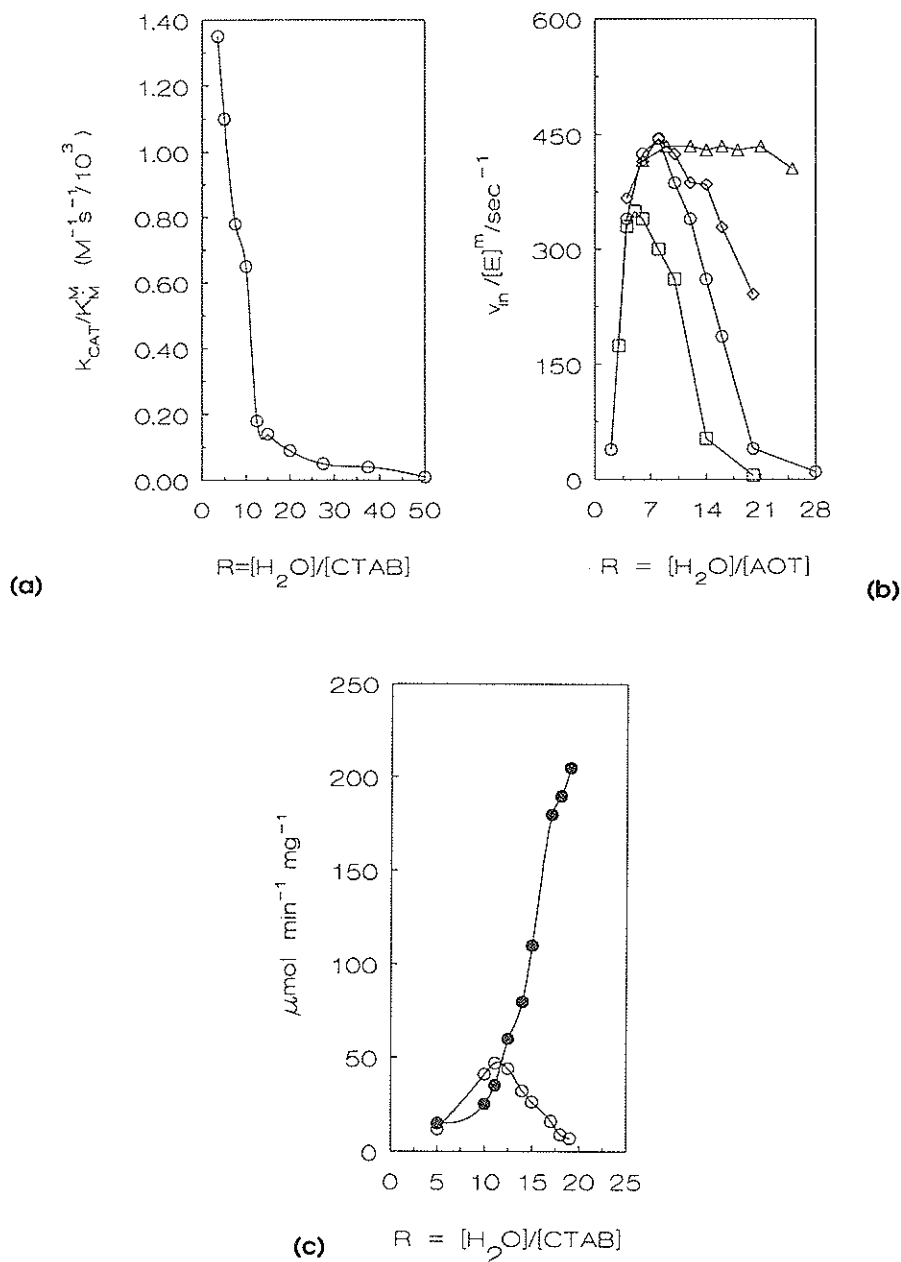 1.40
1.20
1.00
0.80
0.60
0.40
0.20
0.00
k_CAT/K_M^M (M⁻¹s⁻¹/10³)
0 10 20 30 40 50
R=[H₂O]/[CTAB]
(a)
600
450
300
150
0
v_in/[E]^m/sec⁻¹
0 7 14 21 28
R = [H₂O]/[AOT]
(b)
250
200
150
100
50
0
μmol min⁻¹ mg⁻¹
0 5 10 15 20 25
R = [H₂O]/[CTAB]
(c)